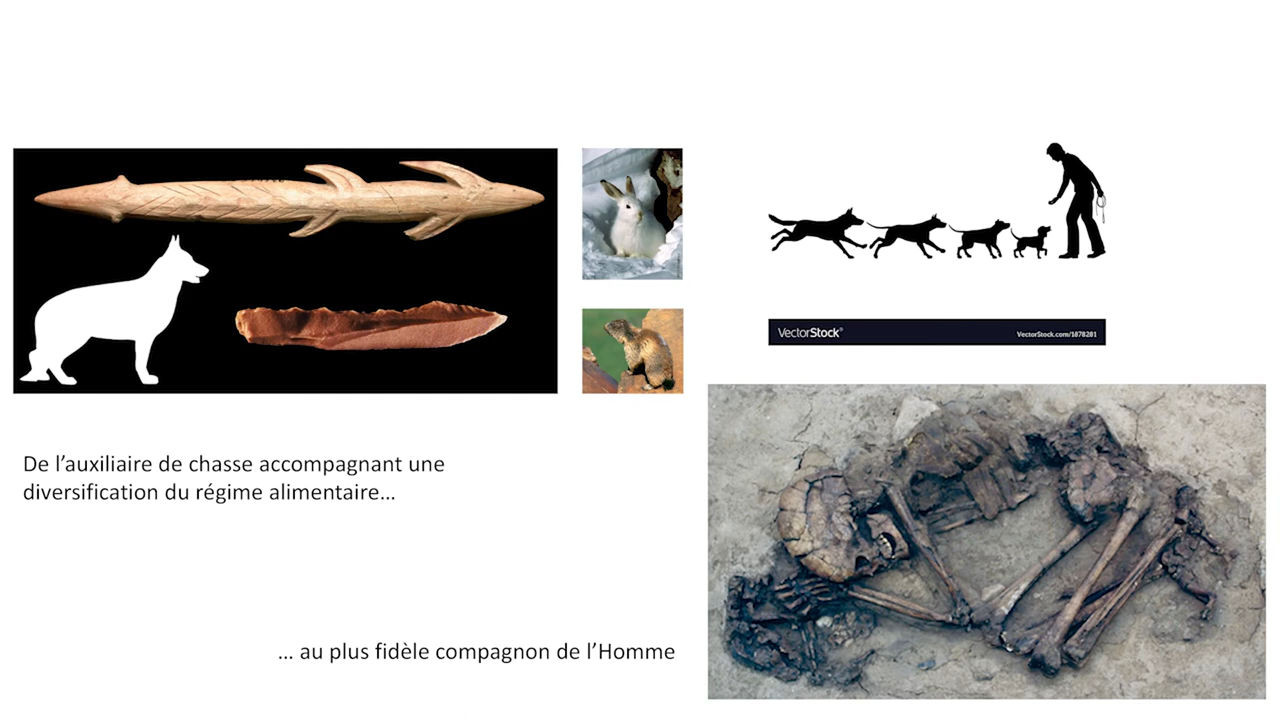 VectorStock®
VectorStock.com/1878281
De l’auxiliaire de chasse accompagnant une
diversification du régime alimentaire…
… au plus fidèle compagnon de l’Homme